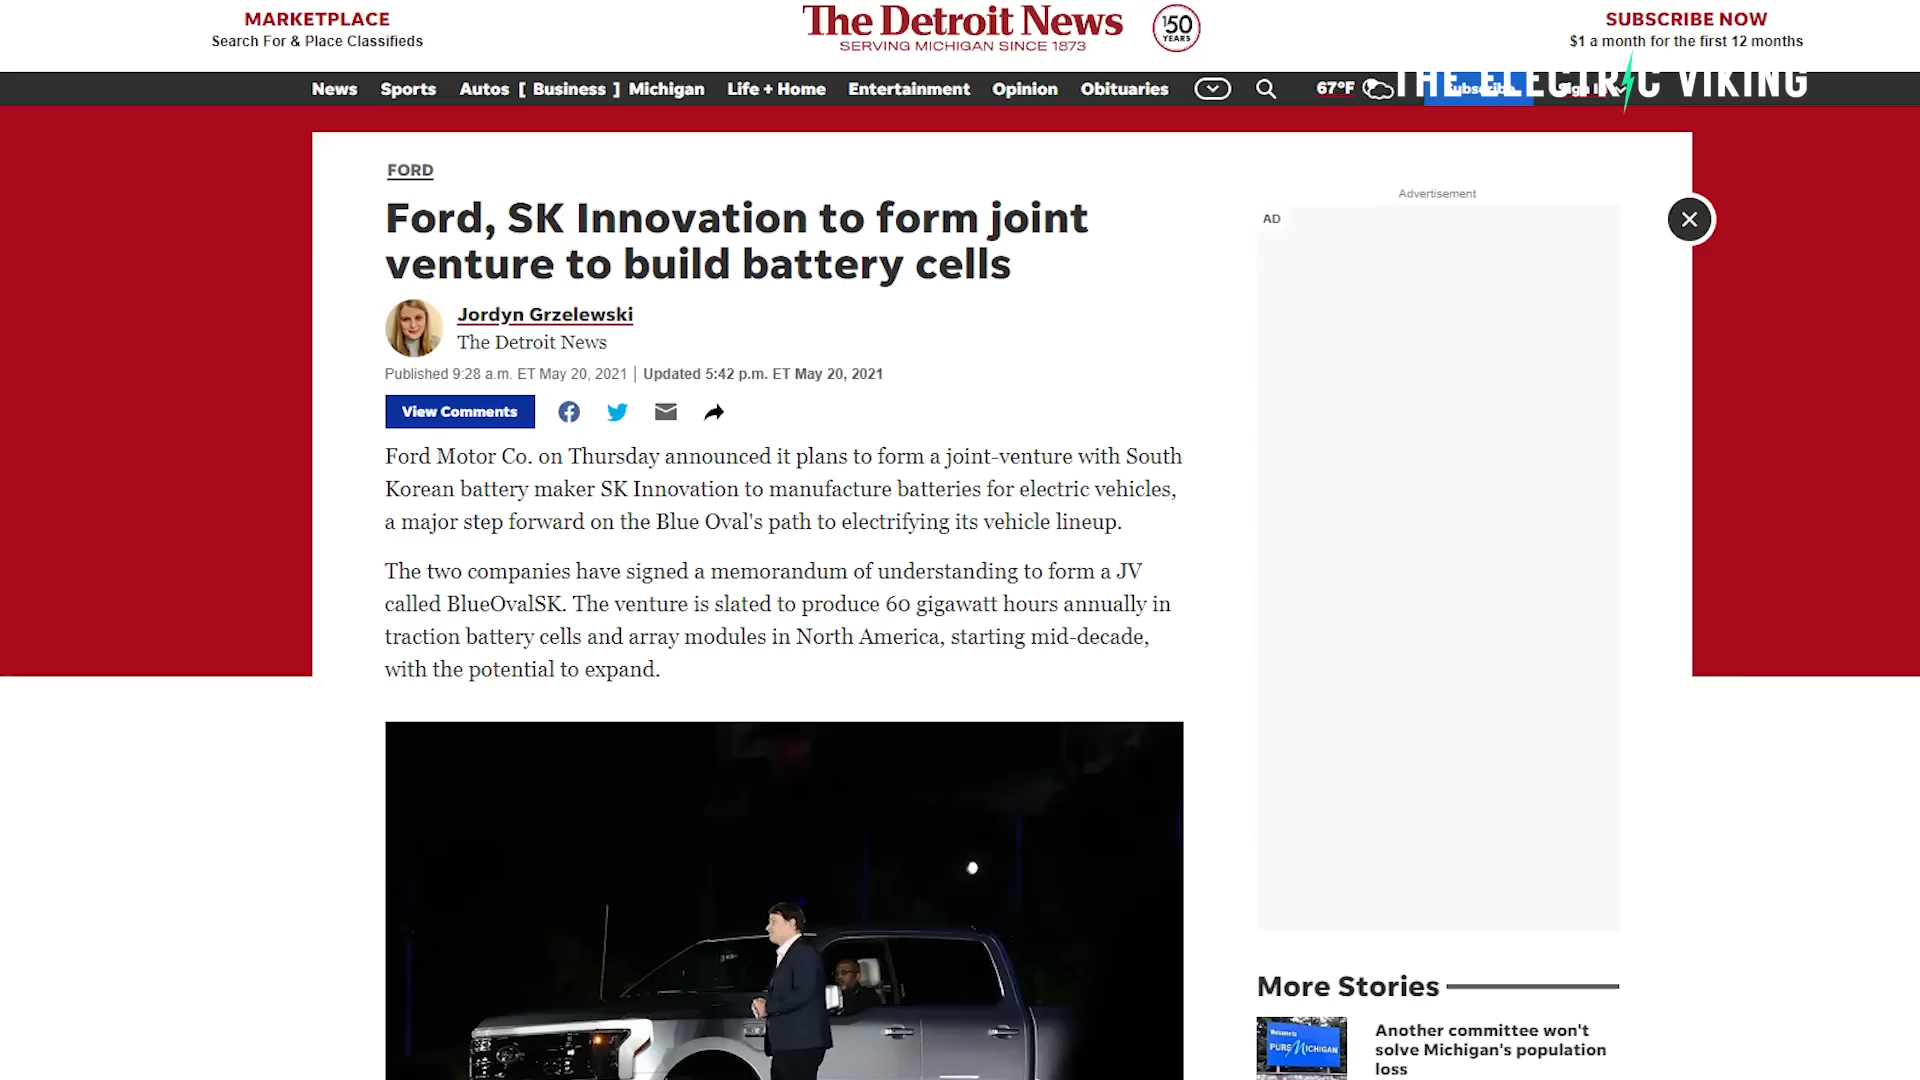 MARKETPLACE
Search For & Place Classifieds
The Detroit News
SERVING MICHIGAN SINCE 1873
150
YEARS
SUBSCRIBE NOW
$1 a month for the first 12 months
News Sports Autos [ Business ] Michigan Life + Home Entertainment Opinion Obituaries 67°F
THE ELECTRIC VIKING
FORD
Ford, SK Innovation to form joint
venture to build battery cells
Jordyn Grzelewski
The Detroit News
Published 9:28 a.m. ET May 20, 2021 | Updated 5:42 p.m. ET May 20, 2021
View Comments
Ford Motor Co. on Thursday announced it plans to form a joint-venture with South
Korean battery maker SK Innovation to manufacture batteries for electric vehicles,
a major step forward on the Blue Oval's path to electrifying its vehicle lineup.
The two companies have signed a memorandum of understanding to form a JV
called BlueOvalSK. The venture is slated to produce 60 gigawatt hours annually in
traction battery cells and array modules in North America, starting mid-decade,
with the potential to expand.
Advertisement
AD
More Stories
Welcome to
PURE MICHIGAN
Another committee won't
solve Michigan's population
loss